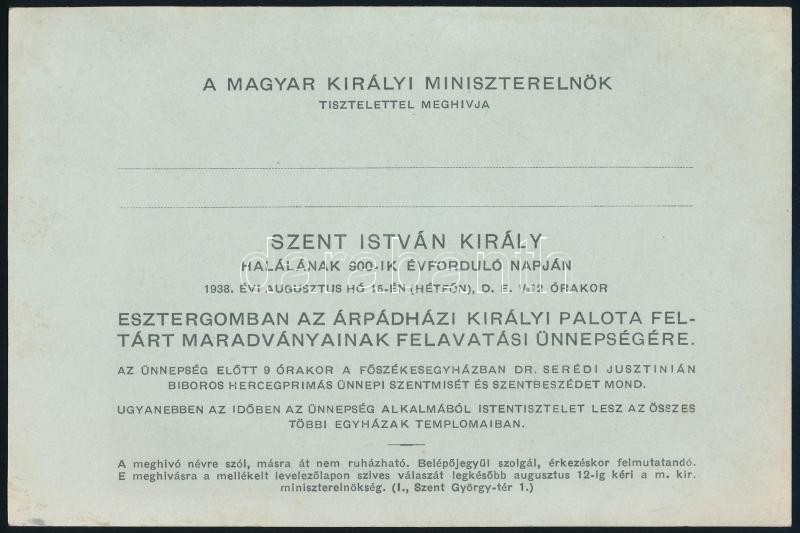 A MAGYAR KIRÁLYI MINISZTERELNÖK
TISZTELETTEL MEGHIVJA
SZENT ISTVÁN KIRÁLY
HALÁLÁNAK 900-IK ÉVFORDULÓ NAPJÁN
1938. ÉVI AUGUSZTUS HÓ 15-ÉN (HÉTFŐN), D. E. ORAKOR
ESZTERGOMBAN AZ ÁRPÁDHÁZI KIRÁLYI PALOTA FEL-
TÁRT MARADVÁNYAINAK FELAVATÁSI ÜNNEPSÉGÉRE.
AZ ÜNNEPSÉG ELŐTT 9 ÓRAKOR A FŐSZÉKESEGYHÁZBAN DR. SERÉDI JUSZTINIÁN
BIBOROS HERCEGPRIMÁS ÜNNEPI SZENTMISÉT ÉS SZENTBESZÉDET MOND.
UGYANEBBEN AZ IDŐBEN AZ ÜNNEPSÉG ALKALMÁBÓL ISTENTISZTELET LESZ AZ ÖSSZES
TÖBBI EGYHÁZAK TEMPLOMAIBAN.
A meghivó névre szól, másra át nem ruházható. Belépőjegyül szolgál, érkezéskor felmutatandó.
E meghivásra a mellékelt levelezőlapon szives válaszát legkésőbb augusztus 12-ig kéri a m. kir.
miniszterelnökség. (I., Szent György-tér 1.)
darabanth